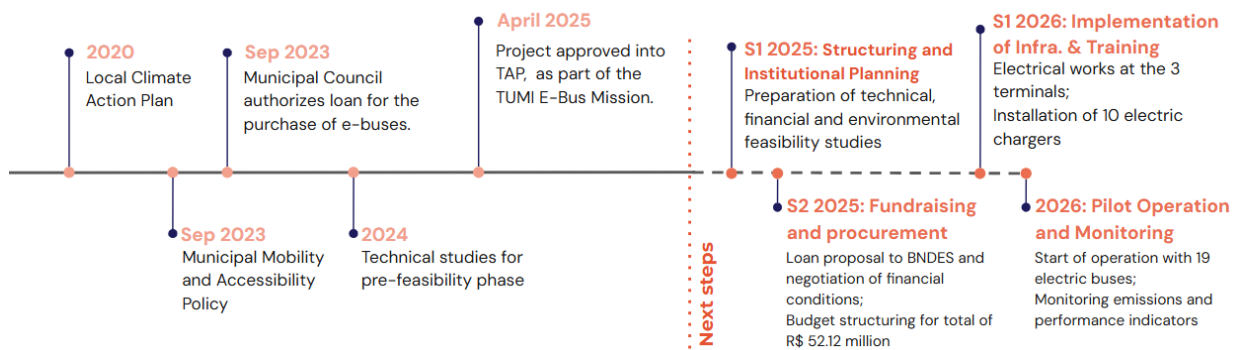 2020
Local Climate
Action Plan
Sep 2023
Municipal Mobility
and Accessibility
Policy
Sep 2023
Municipal Council
authorizes loan for the
purchase of e-buses.
2024
Technical studies for
pre-feasibility phase
April 2025
Project approved into
TAP, as part of the
TUMI E-Bus Mission.
Next steps
S1 2025: Structuring and
Institutional Planning
Preparation of technical,
financial and environmental
feasibility studies
S2 2025: Fundraising
and procurement
Loan proposal to BNDES and
negotiation of financial
conditions;
Budget structuring for total of
R$ 52.12 million
S1 2026: Implementation
of Infra. & Training
Electrical works at the 3
terminals;
Installation of 10 electric
chargers
2026: Pilot Operation
and Monitoring
Start of operation with 19
electric buses;
Monitoring emissions and
performance indicators